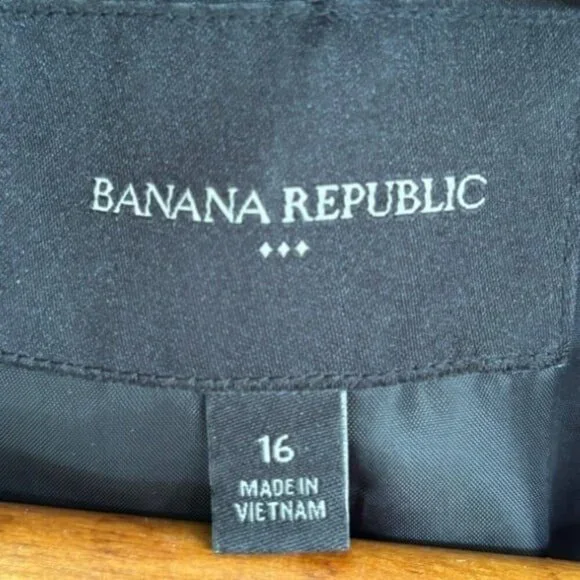 BANANA REPUBLIC
16
MADE IN
VIETNAM